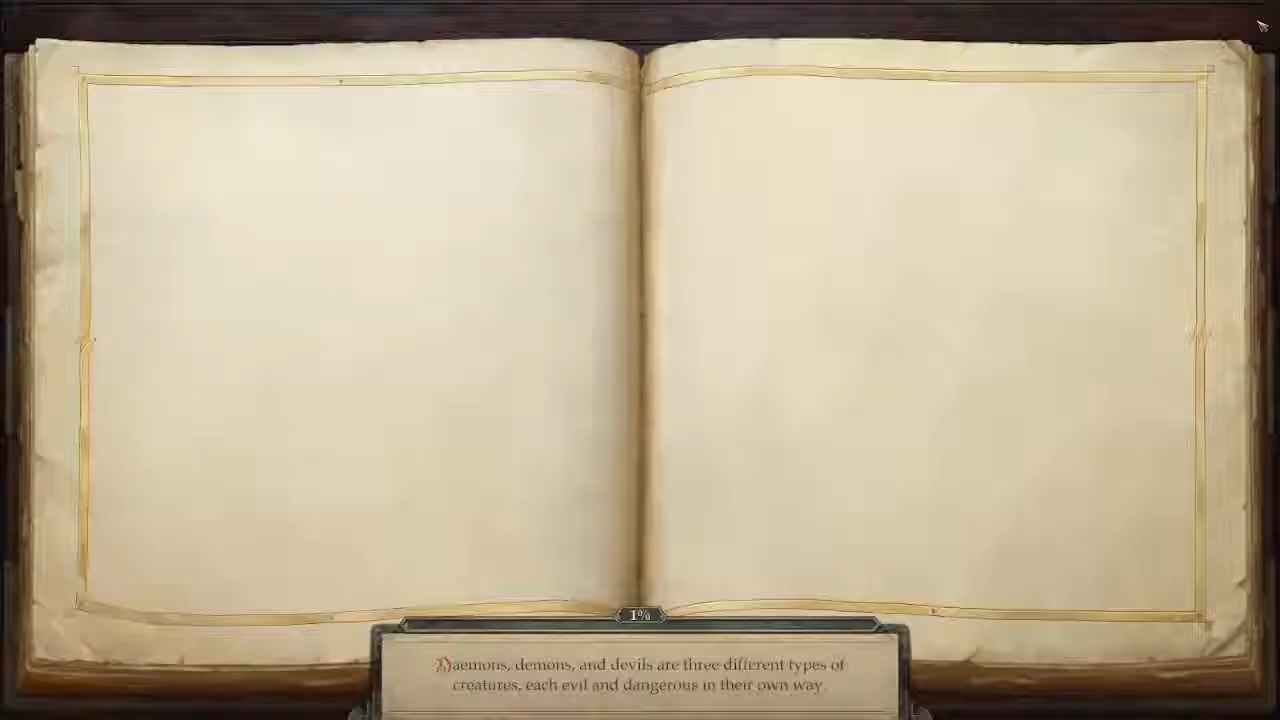 1%
Daemons, demons, and devils are three different types of
creatures, each evil and dangerous in their own way.